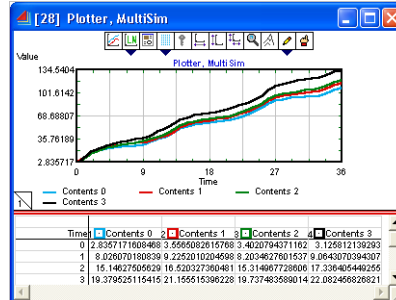 [28] Plotter, MultiSim
LN
Value
Plotter, MultiSim
134.5404
101.6142
68.68807
35.76189
2.835717
0 9 18 27 36
Time
Contents 0 Contents 1 Contents 2
Contents 3
1
Time 1 Contents 0 2 Contents 1 3 Contents 2 4 Contents 3
0 2.8357171608468 3.5565082615768 3.4020794371162 3.125812139293
1 8.026070180839 9.2252010204598 8.2034627601537 9.0643070394307
2 15.14627505629 16.520327360481 15.314967728606 17.336405449255
3 19.379525115415 21.155515396228 19.737483589014 22.082456826821